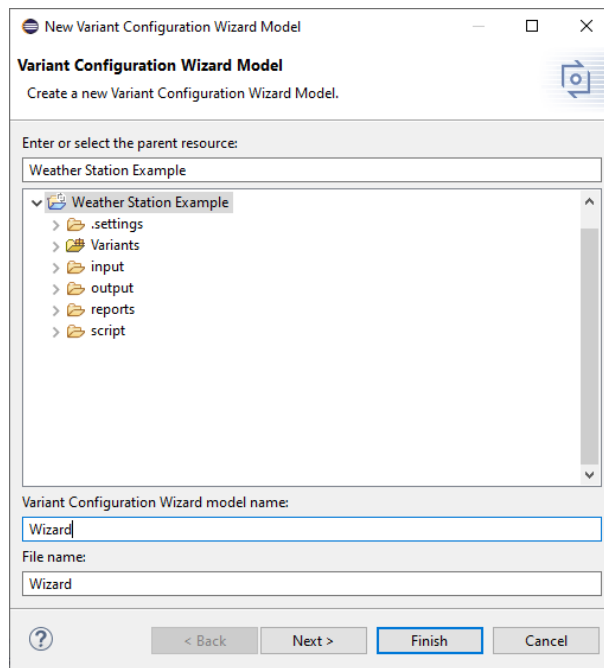 New Variant Configuration Wizard Model
Variant Configuration Wizard Model
Create a new Variant Configuration Wizard Model.
Enter or select the parent resource:
Weather Station Example
Weather Station Example
.settings
Variants
input
output
reports
script
Variant Configuration Wizard model name:
Wizard
File name:
Wizard
? < Back Next > Finish Cancel